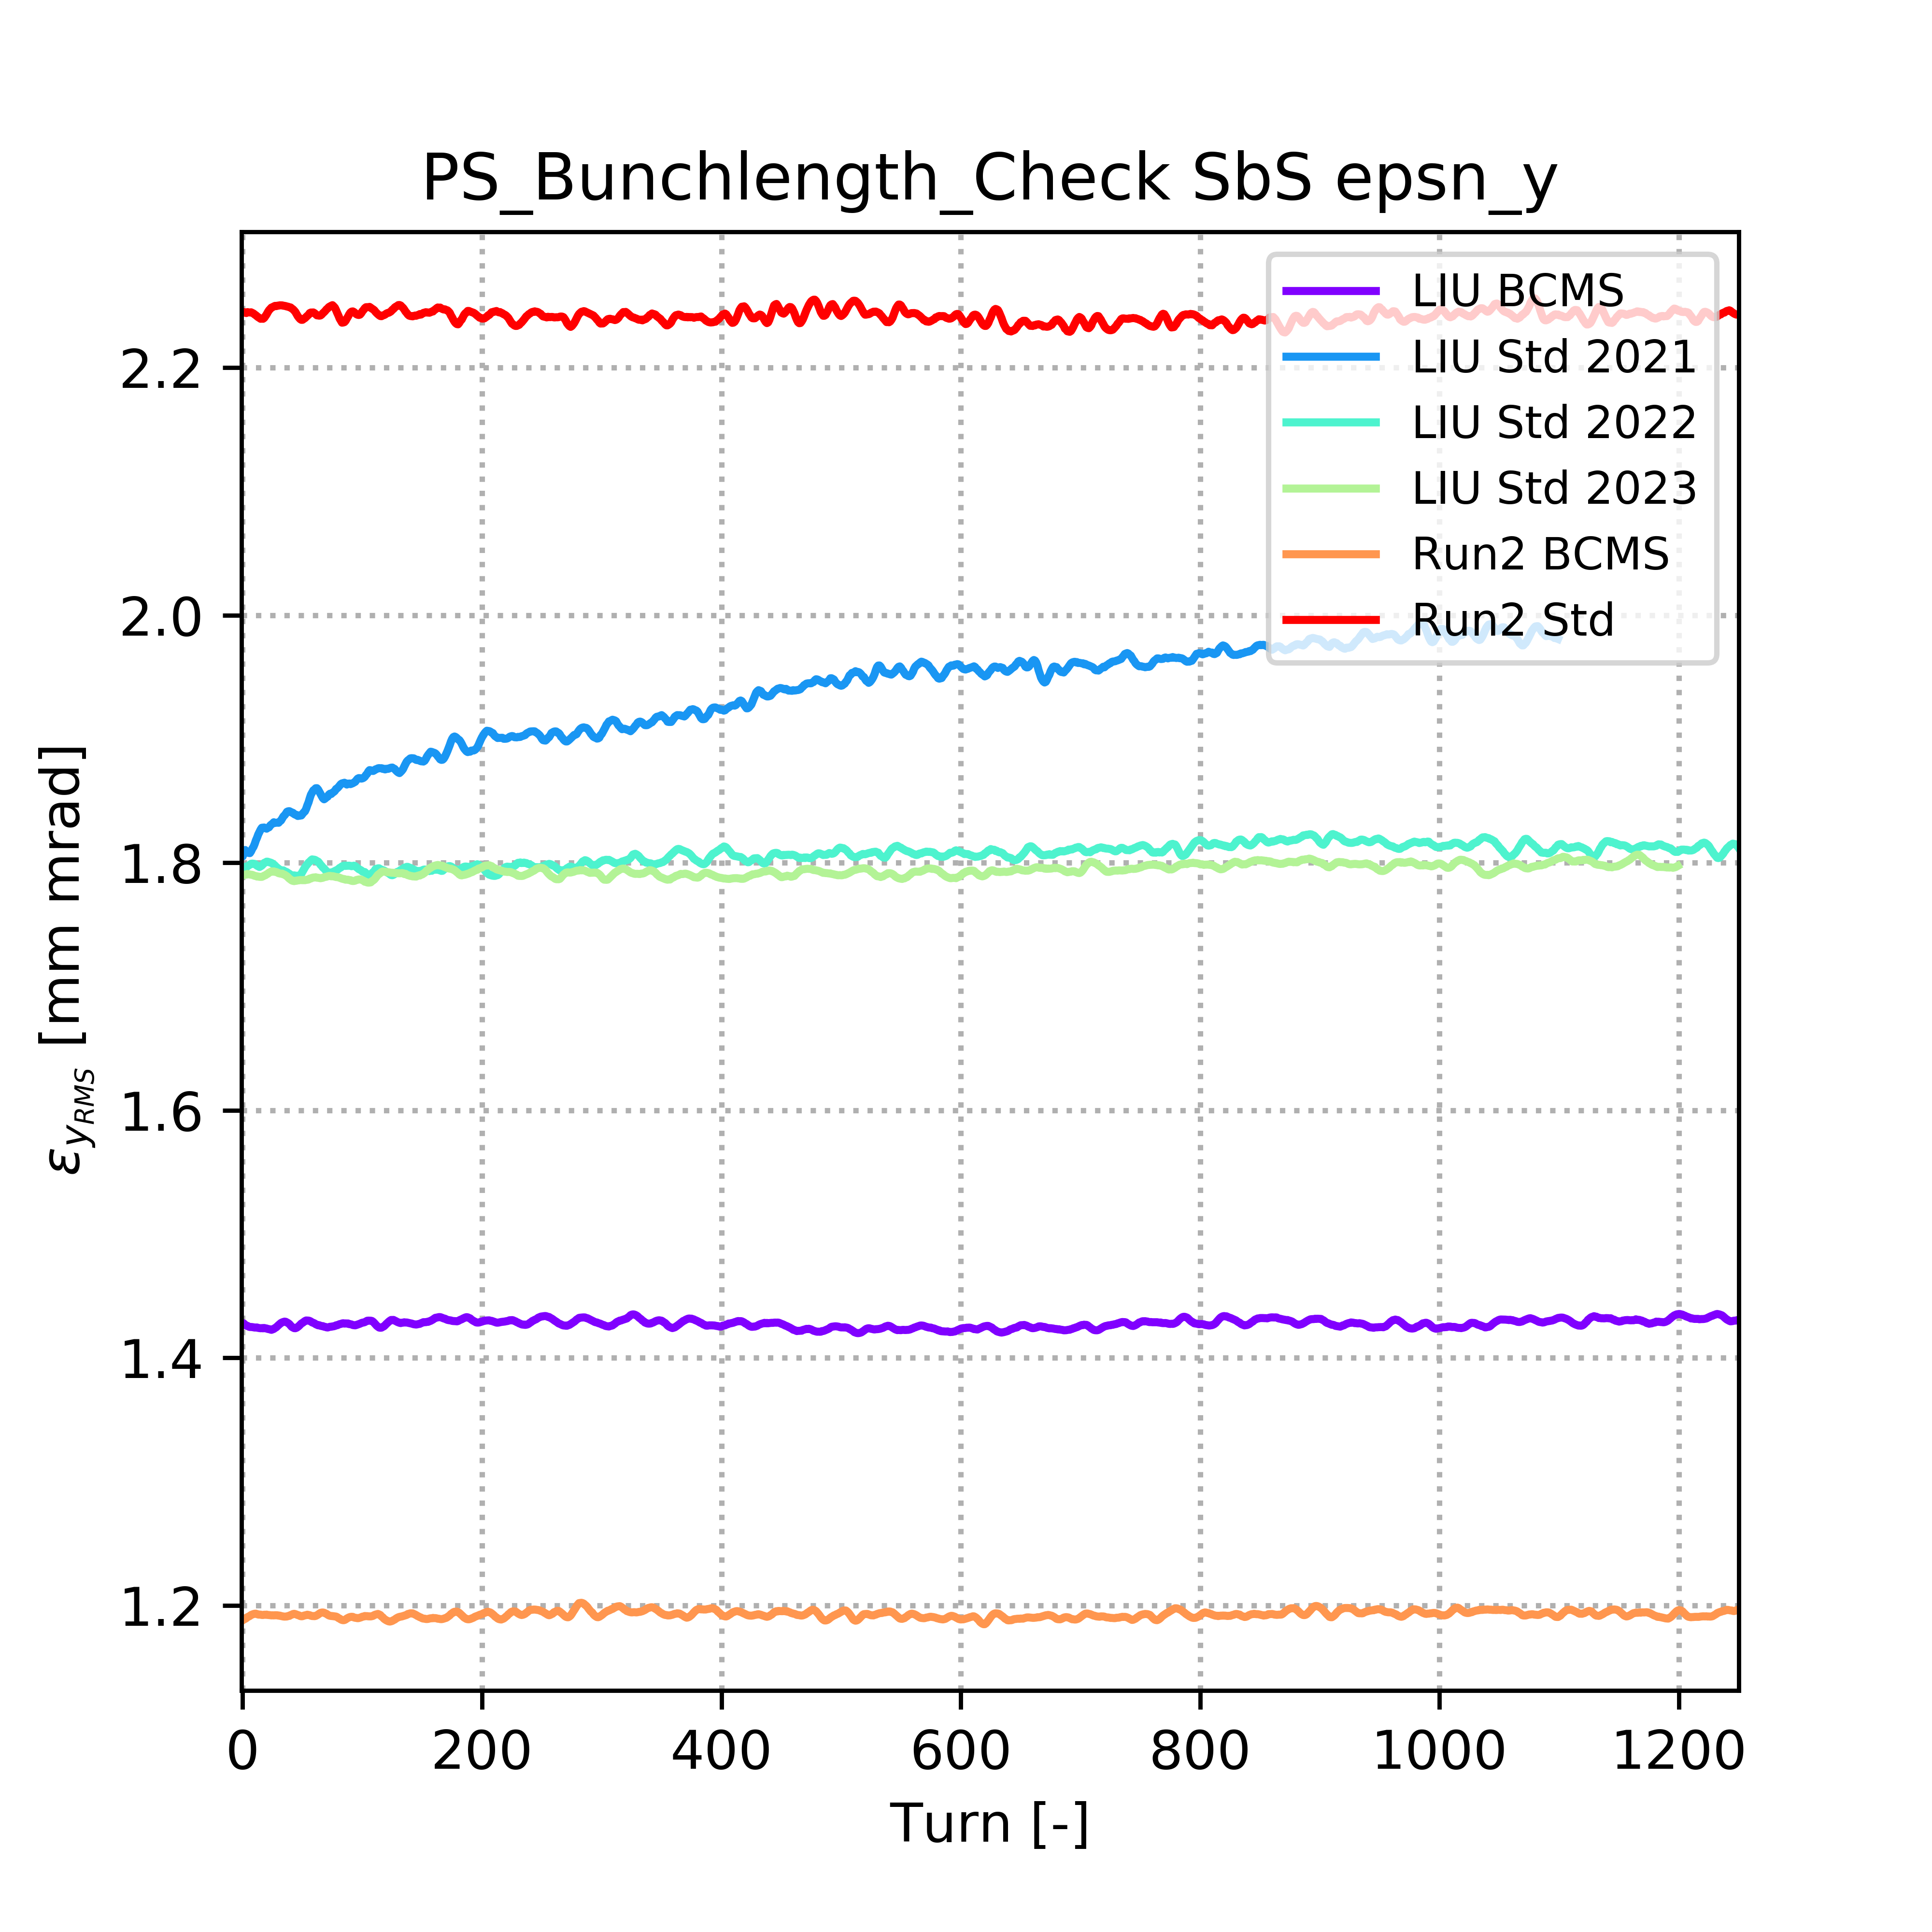 PS_Bunchlength_Check SbS epsn_y
LIU BCMS
LIU Std 2021
LIU Std 2022
LIU Std 2023
Run2 BCMS
Run2 Std
2.2
2.0
1.8
1.6
1.4
1.2
ε_{y_{RMS}} [mm mrad]
0 200 400 600 800 1000 1200
Turn [-]